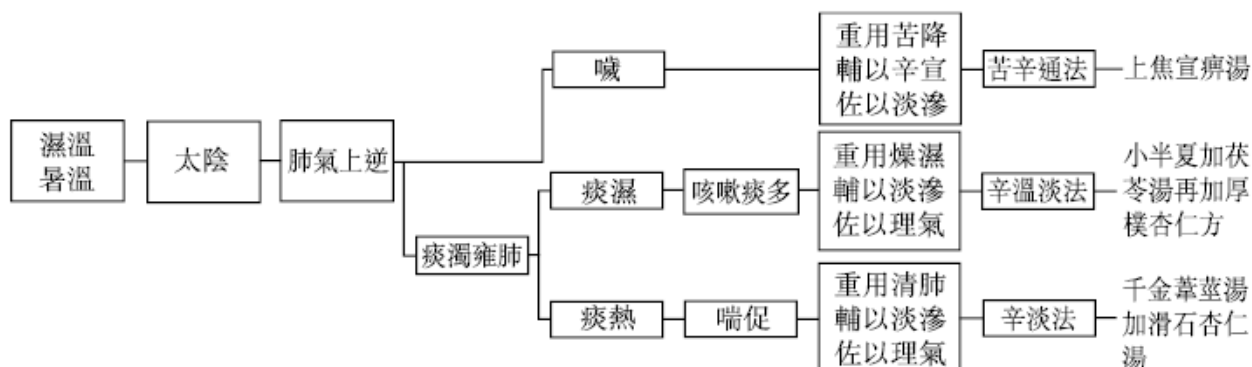 濕溫
暑溫
太陰
肺氣上逆
噦
重用苦降
輔以辛宣
佐以淡滲
苦辛通法
上焦宣痹湯
痰濁雍肺
痰濕
咳嗽痰多
重用燥濕
輔以淡滲
佐以理氣
辛溫淡法
小半夏加茯
苓湯再加厚
樸杏仁方
痰熱
喘促
重用清肺
輔以淡滲
佐以理氣
辛淡法
千金葦莖湯
加滑石杏仁
湯